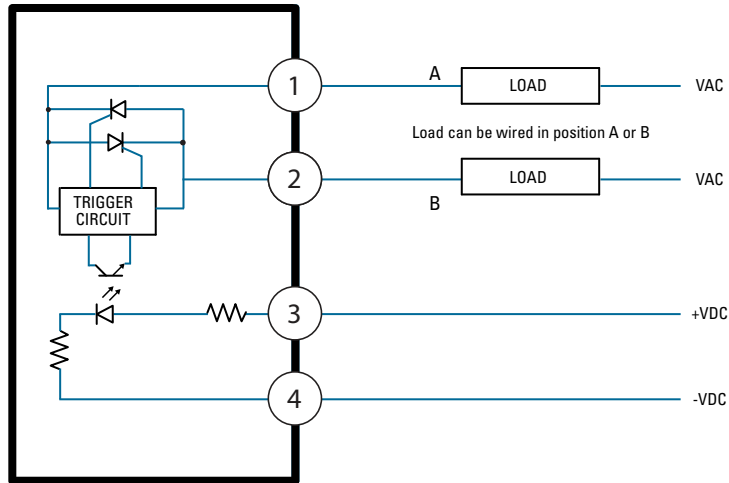 1
A
LOAD
VAC
Load can be wired in position A or B
2
LOAD
VAC
B
TRIGGER
CIRCUIT
3
+VDC
4
-VDC